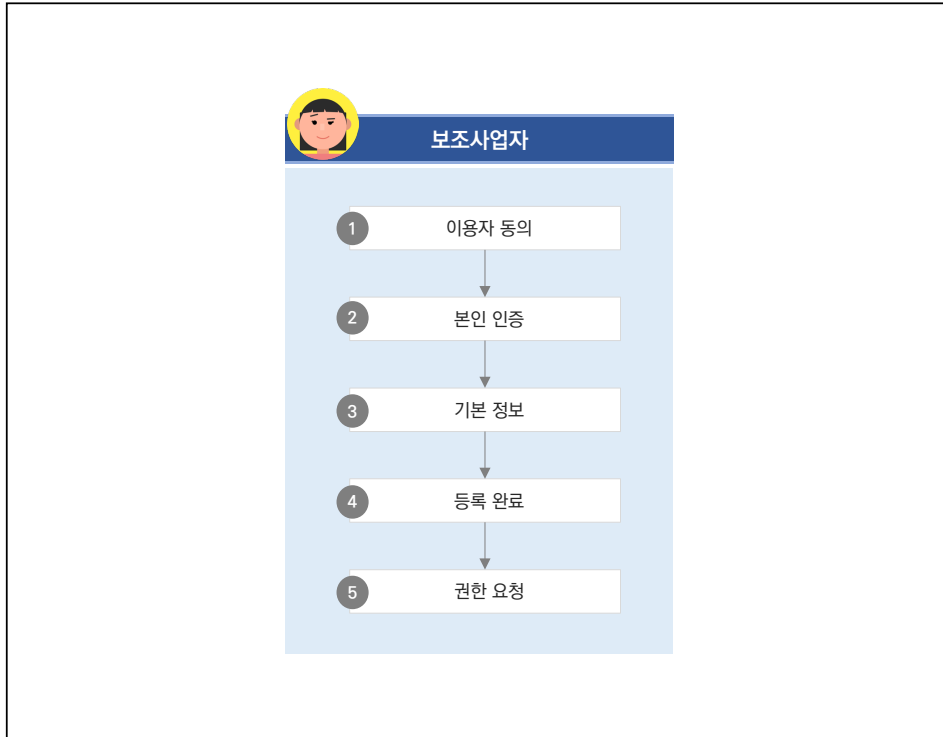 보조사업자
1 이용자 동의
2 본인 인증
3 기본 정보
4 등록 완료
5 권한 요청